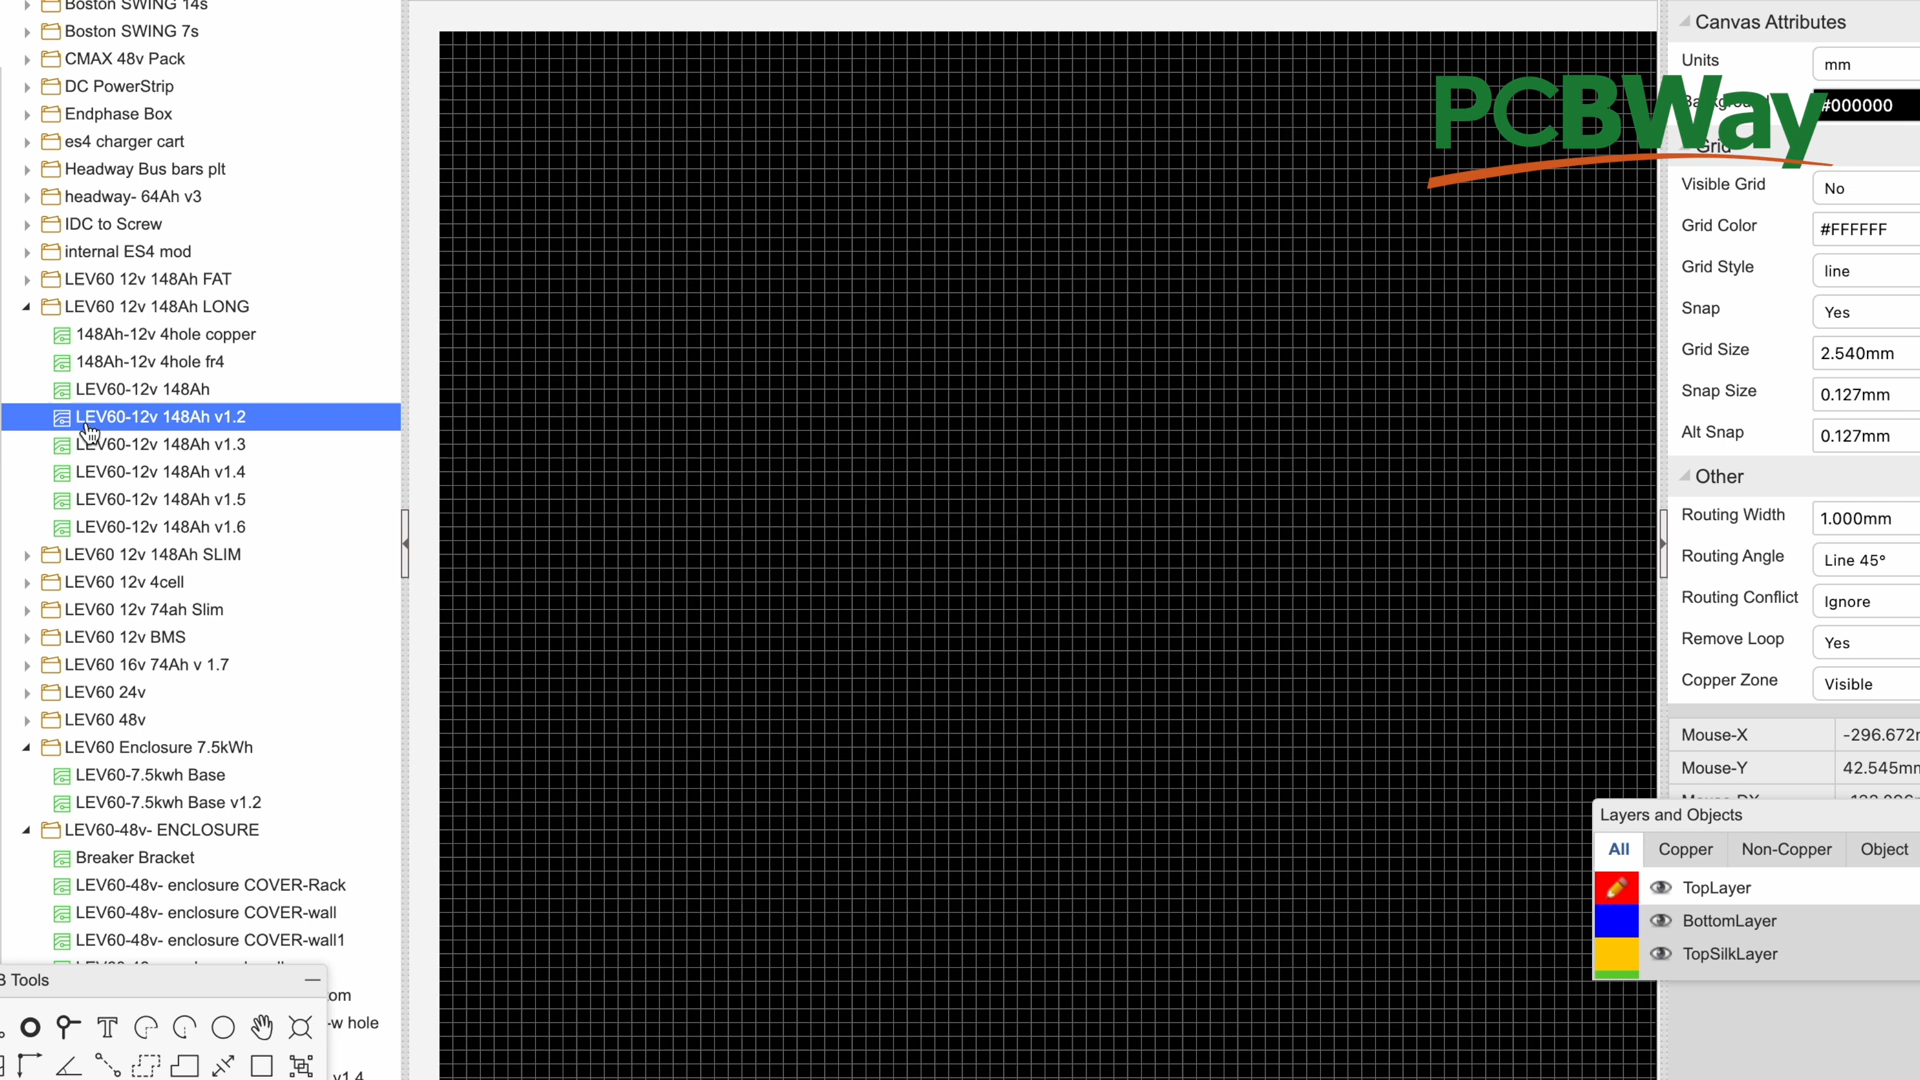 Boston SWING 14s
Boston SWING 7s
CMAX 48v Pack
DC PowerStrip
Endphase Box
es4 charger cart
Headway Bus bars plt
headway- 64Ah v3
IDC to Screw
internal ES4 mod
LEV60 12v 148Ah FAT
LEV60 12v 148Ah LONG
148Ah-12v 4hole copper
148Ah-12v 4hole fr4
LEV60-12v 148Ah
LEV60-12v 148Ah v1.2
LEV60-12v 148Ah v1.3
LEV60-12v 148Ah v1.4
LEV60-12v 148Ah v1.5
LEV60-12v 148Ah v1.6
LEV60 12v 148Ah SLIM
LEV60 12v 4cell
LEV60 12v 74ah Slim
LEV60 12v BMS
LEV60 16v 74Ah v 1.7
LEV60 24v
LEV60 48v
LEV60 Enclosure 7.5kWh
LEV60-7.5kwh Base
LEV60-7.5kwh Base v1.2
LEV60-48v- ENCLOSURE
Breaker Bracket
LEV60-48v- enclosure COVER-Rack
LEV60-48v- enclosure COVER-wall
LEV60-48v- enclosure COVER-wall1
Tools
om
-w hole
v1.4
PCBWay
Canvas Attributes
Units mm
Background #000000
Grid
Visible Grid No
Grid Color #FFFFFF
Grid Style line
Snap Yes
Grid Size 2.540mm
Snap Size 0.127mm
Alt Snap 0.127mm
Other
Routing Width 1.000mm
Routing Angle Line 45°
Routing Conflict Ignore
Remove Loop Yes
Copper Zone Visible
Mouse-X -296.672
Mouse-Y 42.545mm
Layers and Objects
All Copper Non-Copper Object
TopLayer
BottomLayer
TopSilkLayer